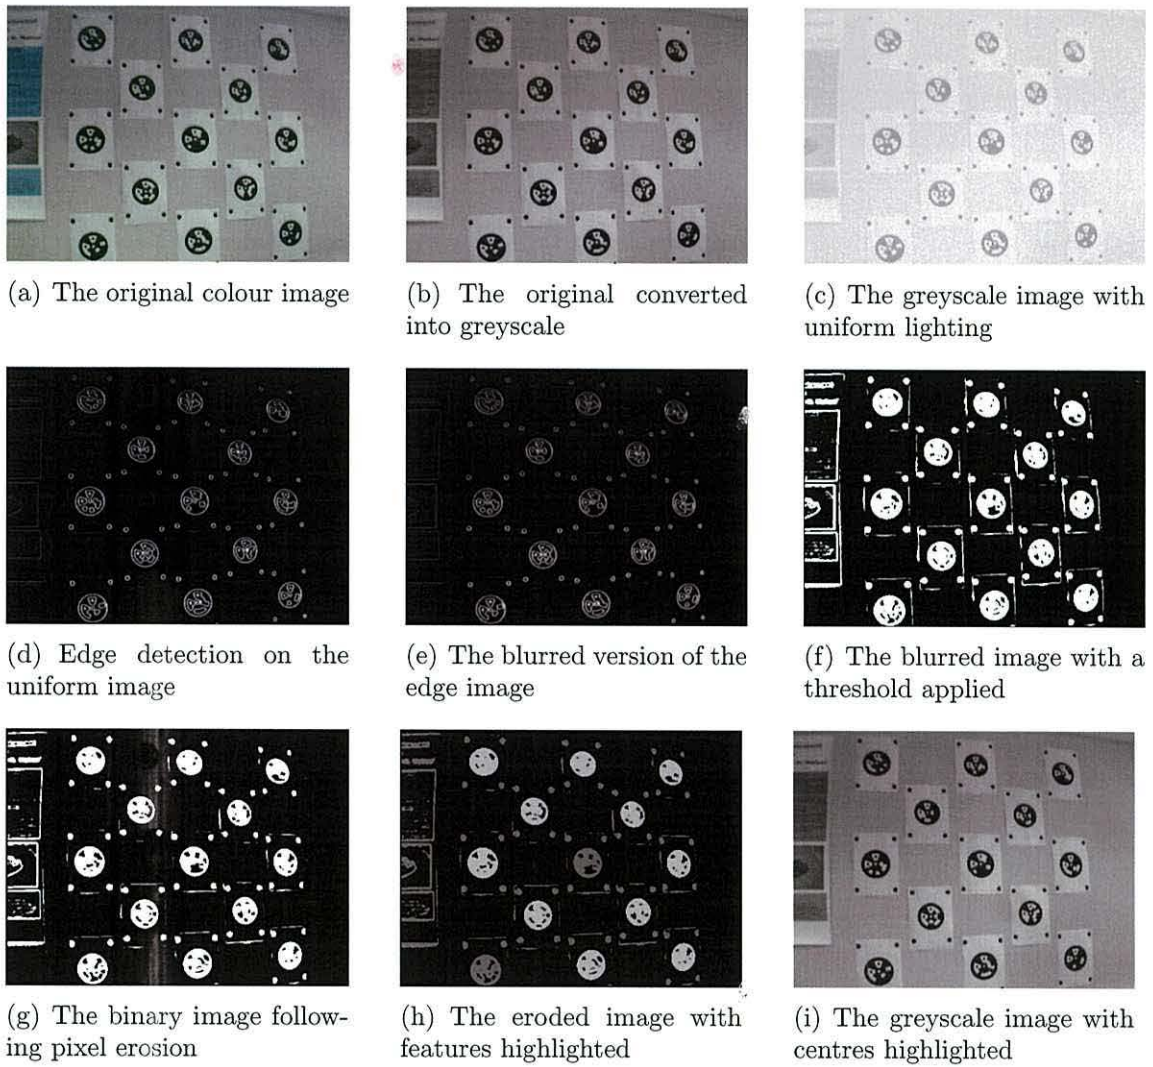 (a) The original colour image
(b) The original converted
into greyscale
(c) The greyscale image with
uniform lighting
(d) Edge detection on the
uniform image
(e) The blurred version of the
edge image
(f) The blurred image with a
threshold applied
(g) The binary image follow-
ing pixel erosion
(h) The eroded image with
features highlighted
(i) The greyscale image with
centres highlighted